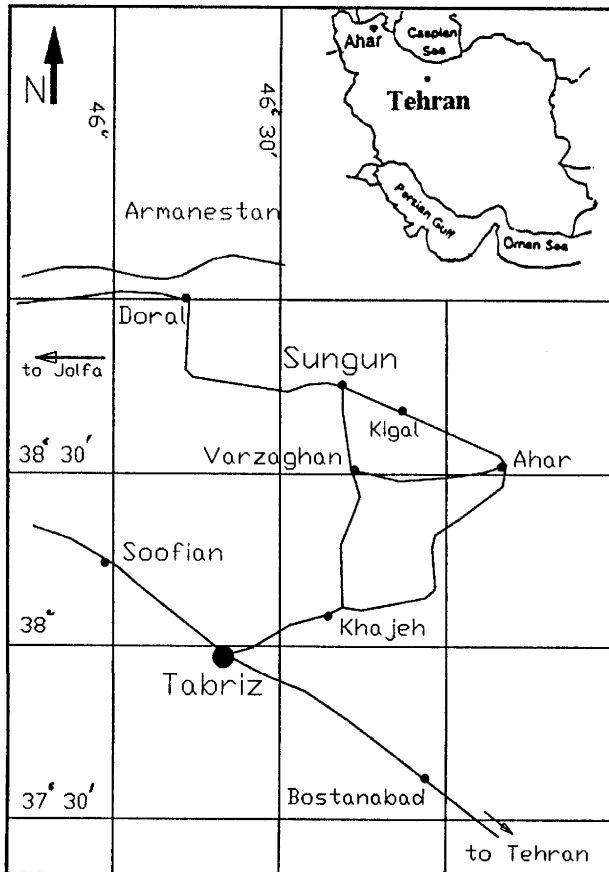 N
46°
46° 30'
Ahar
Caspian
Sea
Tehran
Perzian Gulf
Oman Sea
Armanestan
Doral
to Jolfa
Sungun
Kigal
38° 30'
Varzaghan
Ahar
Soofian
38°
Khajeh
Tabriz
37° 30'
Bostanabad
to Tehran